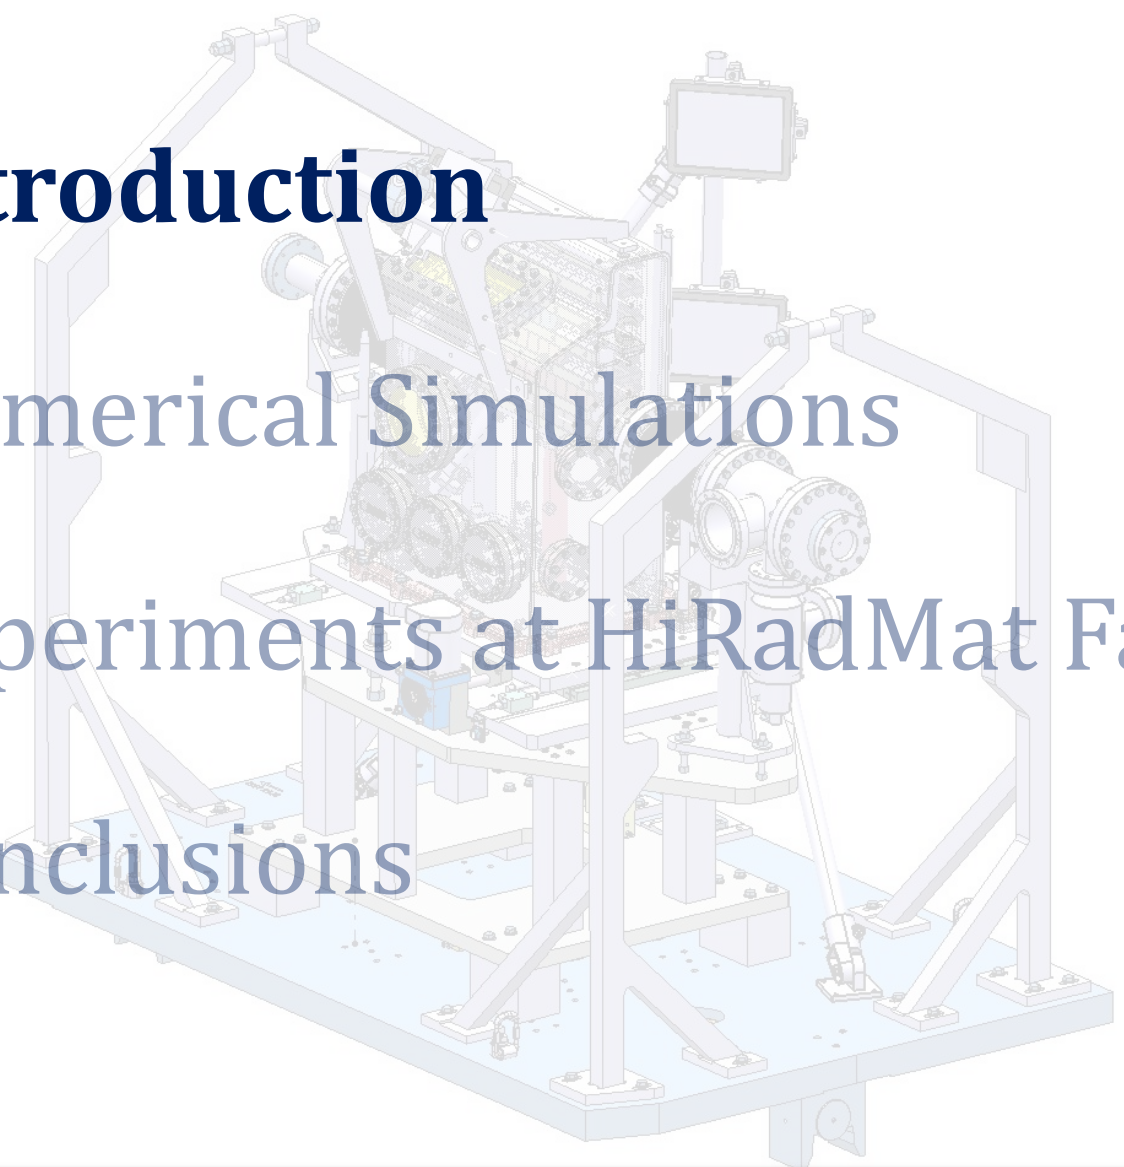 troduction
merical Simulations
periments at HiRadMat Fa
nclusions